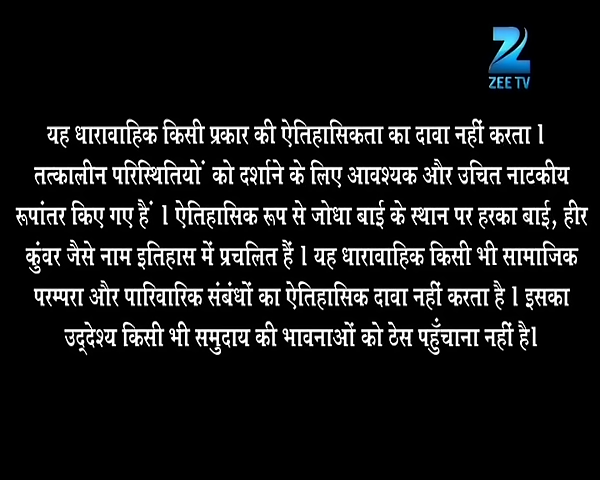 Z
ZEE TV
यह धारावाहिक किसी प्रकार की ऐतिहासिकता का दावा नहीं करता।
तत्कालीन परिस्थितियों को दर्शाने के लिए आवश्यक और उचित नाटकीय
रूपांतर किए गए हैं । ऐतिहासिक रूप से जोधा बाई के स्थान पर हरका बाई, हीर
कुंवर जैसे नाम इतिहास में प्रचलित हैं। यह धारावाहिक किसी भी सामाजिक
परम्परा और पारिवारिक संबंधों का ऐतिहासिक दावा नहीं करता है। इसका
उद्देश्य किसी भी समुदाय की भावनाओं को ठेस पहुँचाना नहीं है।